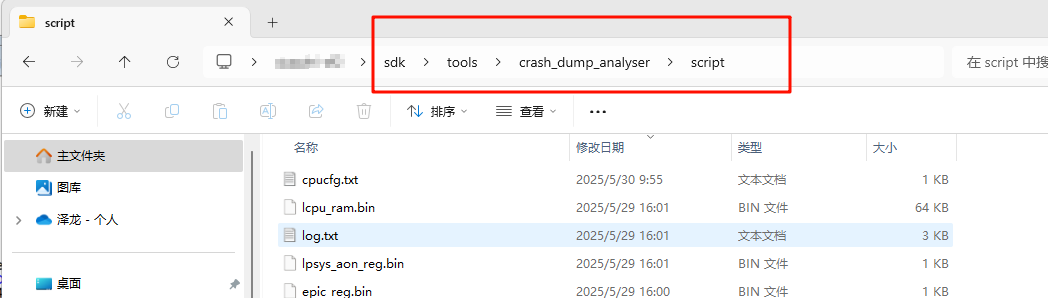 script
sdk > tools > crash_dump_analyser > script
在 script 中搜
新建 排序 查看 ...
名称 修改日期 类型 大小
主文件夹
图库
泽龙 - 个人
桌面
cpucfg.txt 2025/5/30 9:55 文本文档 1 KB
lcpu_ram.bin 2025/5/29 16:01 BIN 文件 64 KB
log.txt 2025/5/29 16:01 文本文档 3 KB
lpsys_aon_reg.bin 2025/5/29 16:01 BIN 文件 1 KB
epic_reg.bin 2025/5/29 16:00 BIN 文件 1 KB